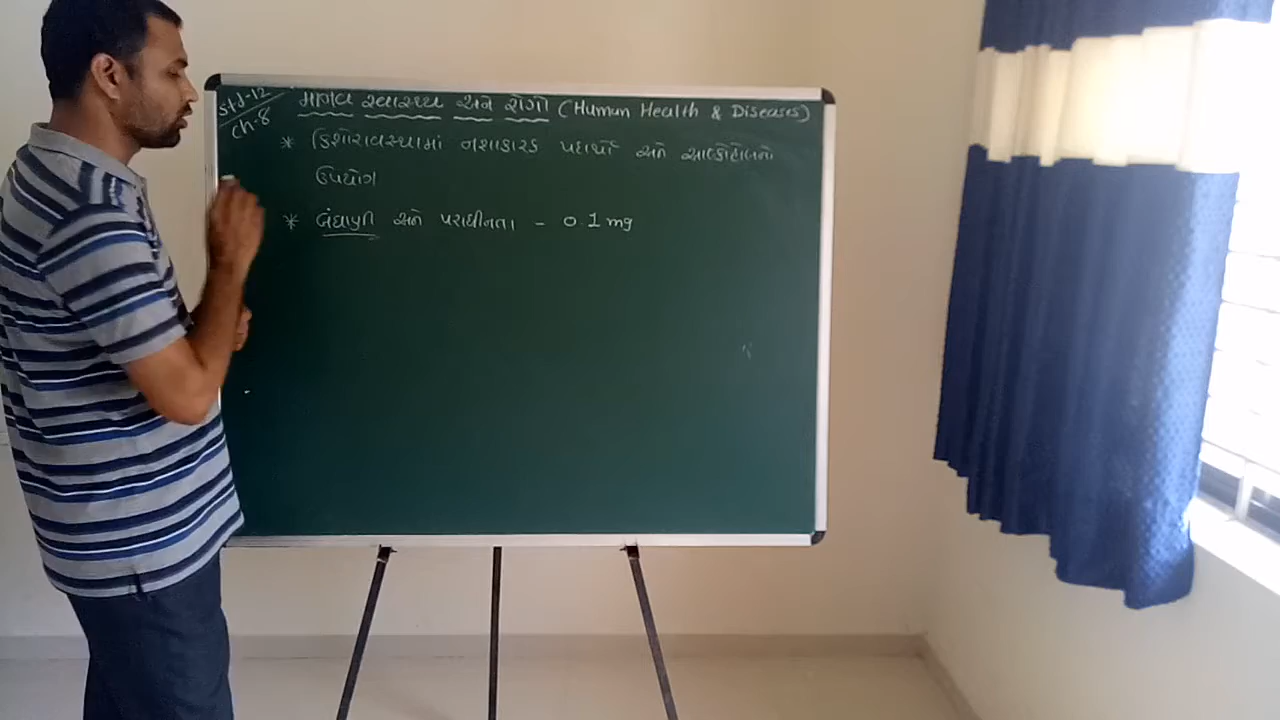 Std-12
Ch-8
માનવ સ્વાસ્થ્ય અને રોગો (Human Health & Diseases)
* કિશોરાવસ્થામાં નશાકારક પદાર્થો અને આલ્કોહોલનો
ઉપયોગ
* બંધાણી અને પરાધીનતા - 0.1 mg